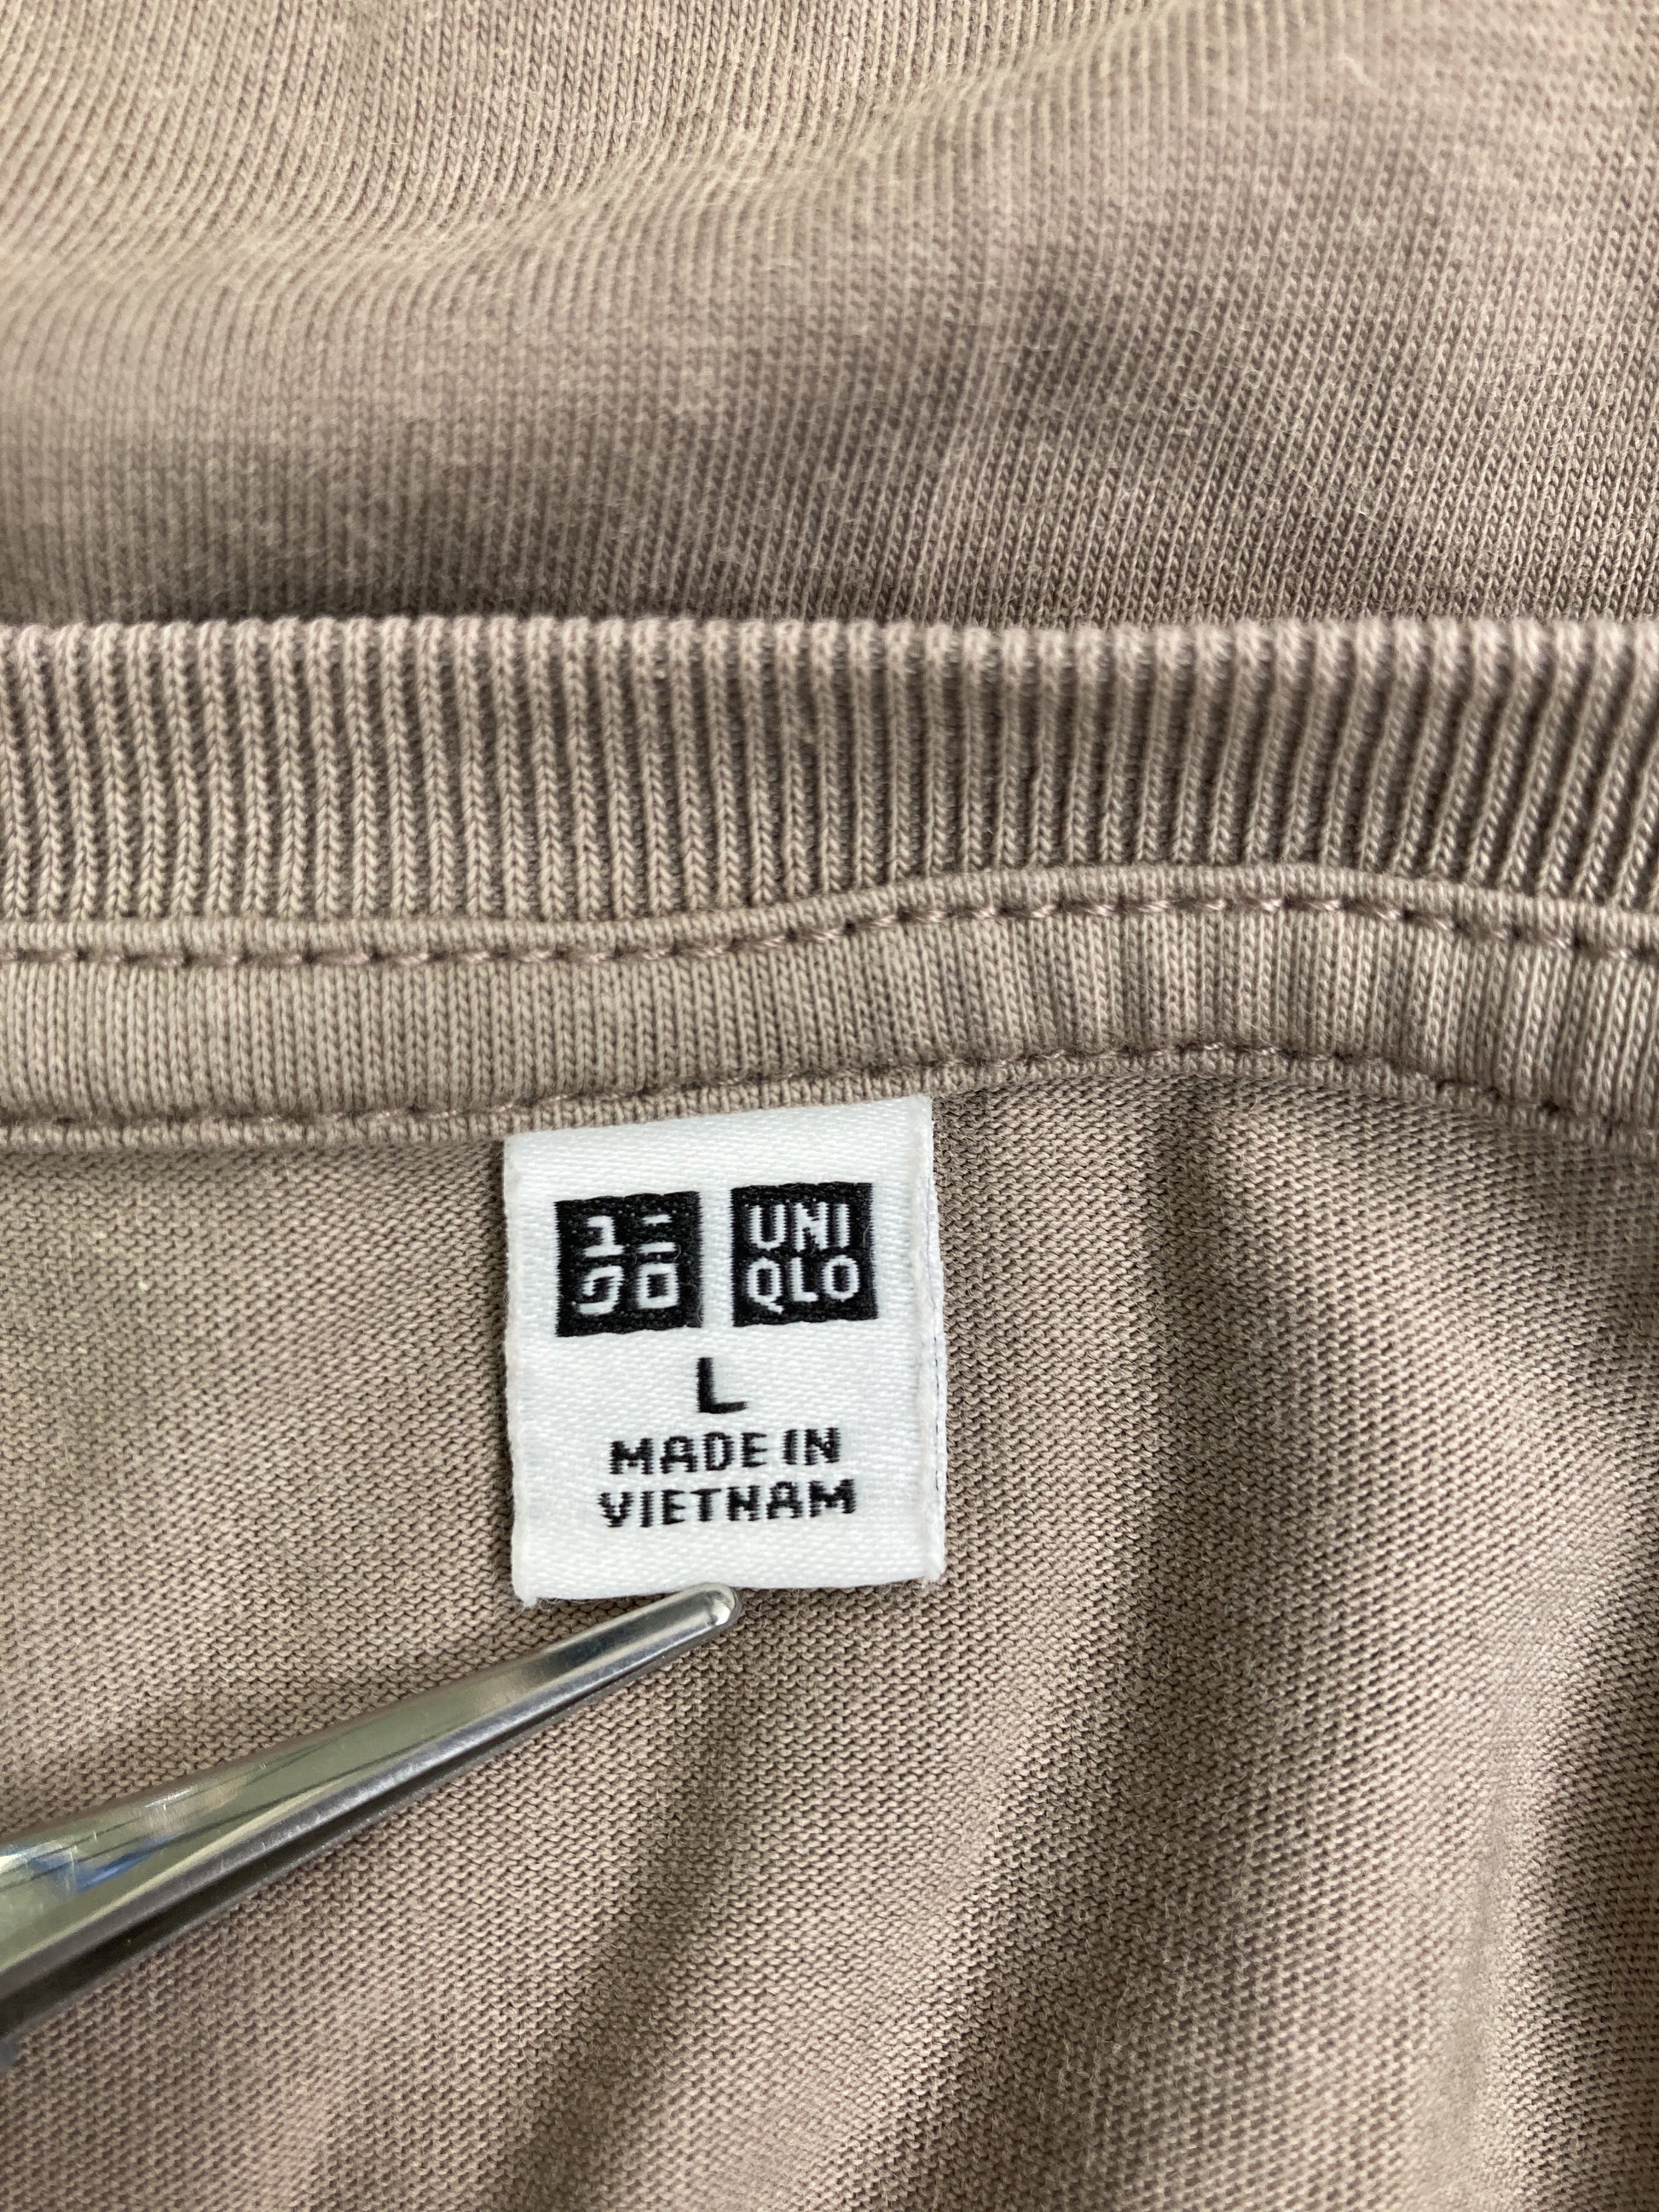 ユニ
クロ
UNI
QLO
L
MADE IN
VIETNAM